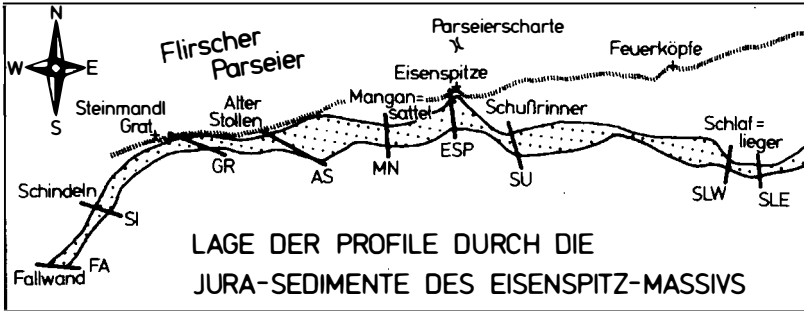 N
W E
S
Flirscher
Parseier
Parseierscharte
Eisenspitze
Feuerköpfe
Steinmandl
Grat
Alter
Stollen
Mangan=
sattel
Schußrinner
Schlaf=
lieger
GR
AS
MN
ESP
SU
SLW
SLE
Schindeln
SI
Fallwand
FA
LAGE DER PROFILE DURCH DIE
JURA-SEDIMENTE DES EISENSPITZ-MASSIVS